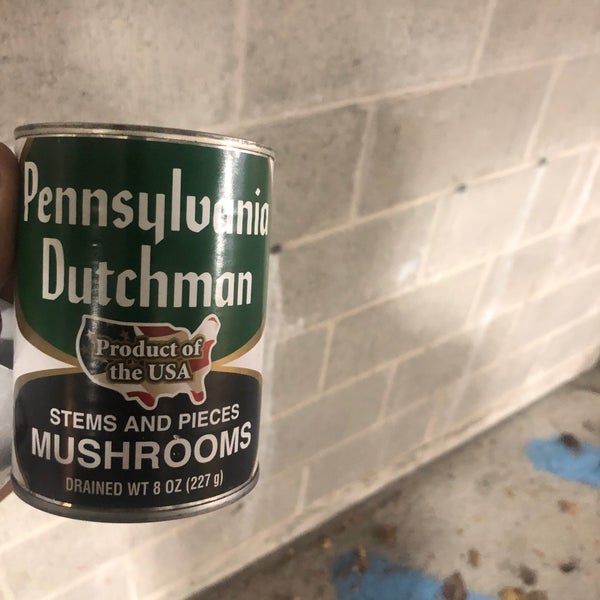 Pennsylvania
Dutchman
Product of
the USA
STEMS AND PIECES
MUSHROOMS
DRAINED WT 8 OZ (227 g)